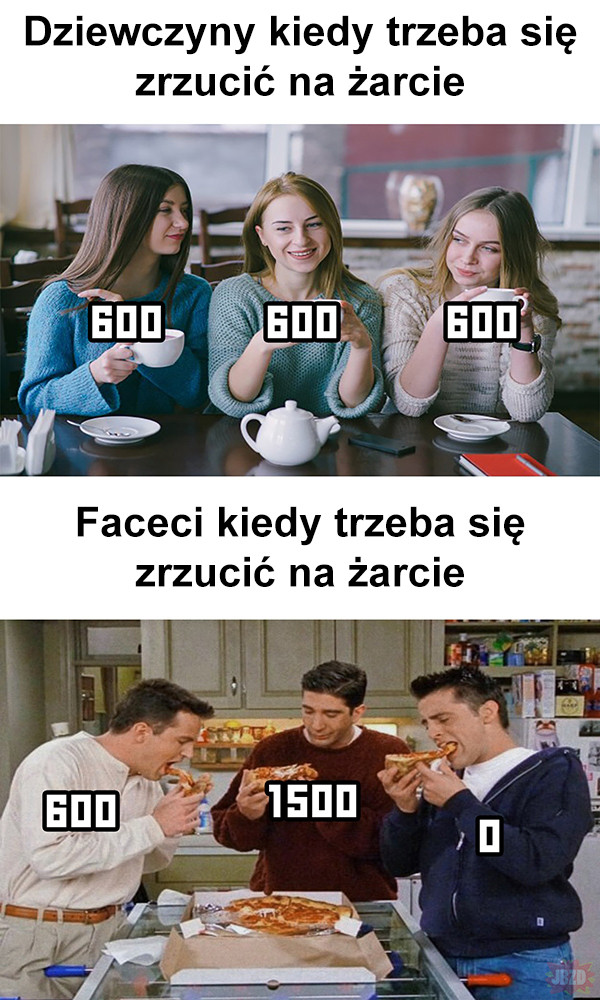 Dziewczyny kiedy trzeba się
zrzucić na żarcie
600 600 600
Faceci kiedy trzeba się
zrzucić na żarcie
600 1500 0
JBZD